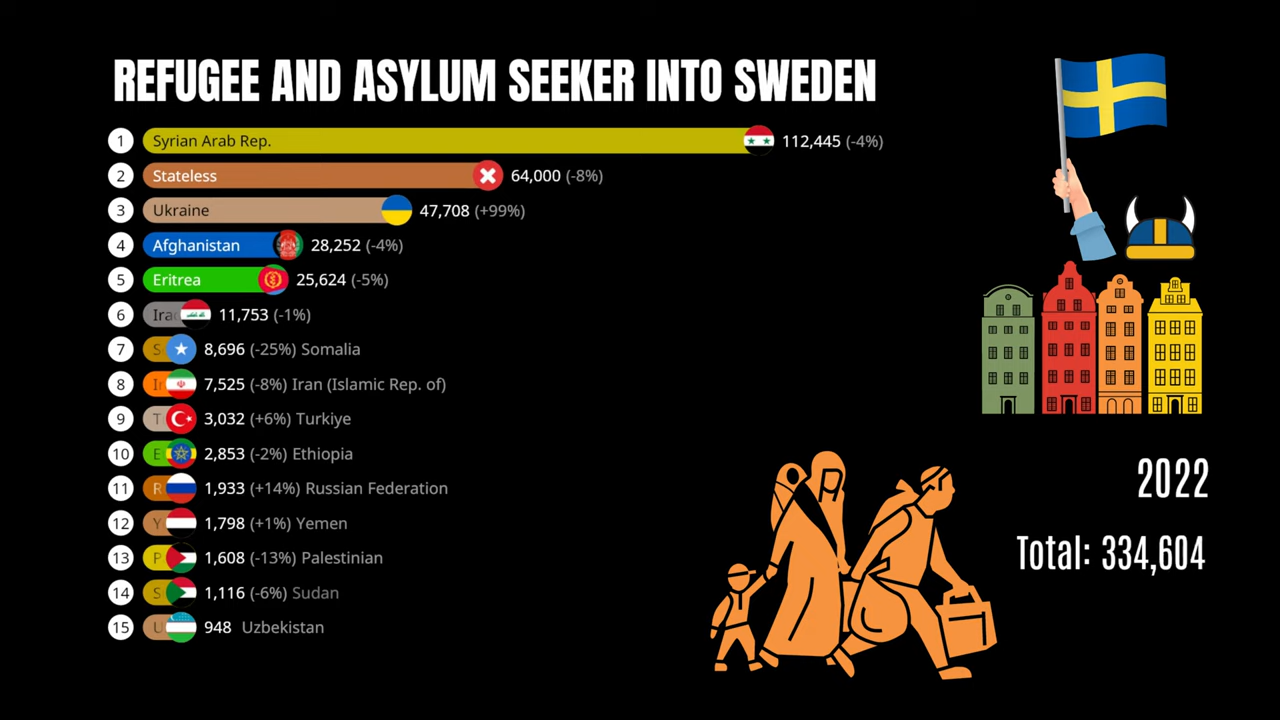 REFUGEE AND ASYLUM SEEKER INTO SWEDEN
1 Syrian Arab Rep. 112,445 (-4%)
2 Stateless 64,000 (-8%)
3 Ukraine 47,708 (+99%)
4 Afghanistan 28,252 (-4%)
5 Eritrea 25,624 (-5%)
6 Ira 11,753 (-1%)
7 S 8,696 (-25%) Somalia
8 Ir 7,525 (-8%) Iran (Islamic Rep. of)
9 T 3,032 (+6%) Turkiye
10 E 2,853 (-2%) Ethiopia
11 R 1,933 (+14%) Russian Federation
12 Y 1,798 (+1%) Yemen
13 P 1,608 (-13%) Palestinian
14 S 1,116 (-6%) Sudan
15 U 948 Uzbekistan
2022
Total: 334,604